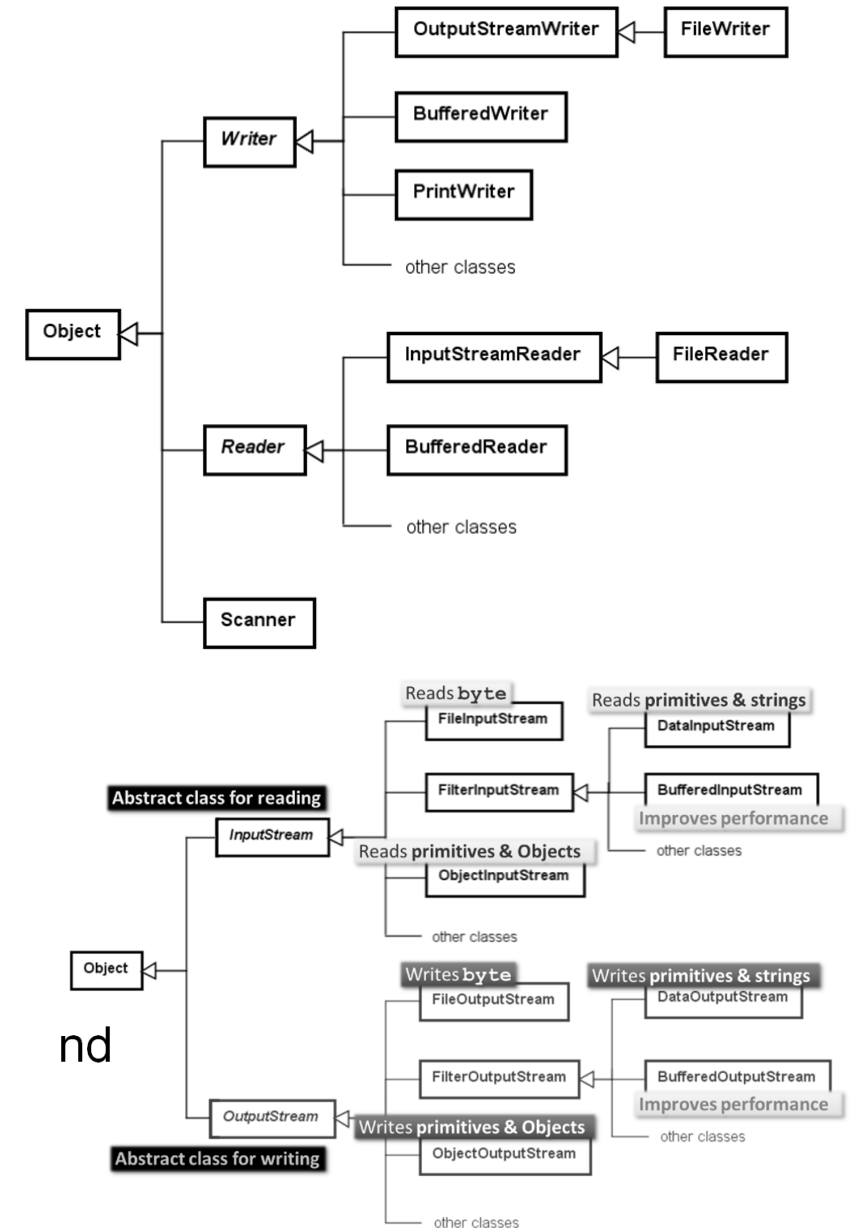 OutputStreamWriter
FileWriter
BufferedWriter
Writer
PrintWriter
other classes
Object
InputStreamReader
FileReader
Reader
BufferedReader
other classes
Scanner
Reads byte
FileInputStream
Reads primitives & strings
DataInputStream
Abstract class for reading
FilterInputStream
BufferedInputStream
Improves performance
InputStream
Reads primitives & Objects
other classes
ObjectInputStream
other classes
Object
Writes byte
FileOutputStream
Writes primitives & strings
DataOutputStream
nd
FilterOutputStream
BufferedOutputStream
Improves performance
OutputStream
Writes primitives & Objects
other classes
Abstract class for writing
ObjectOutputStream
other classes